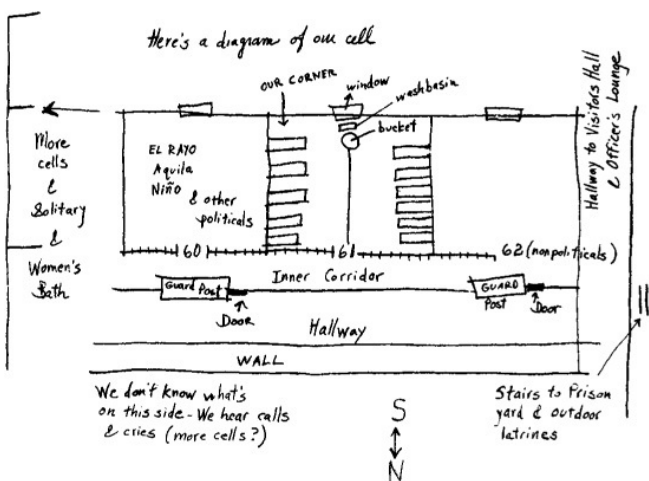 Here's a diagram of our cell
OUR CORNER
window
washbasin
bucket
More
cells
&
Solitary
&
Women's
Bath
EL RAYO
Aquila
Niño
& other
politicals
60
61
62 (nonpoliticals)
Hallway to Visitors Hall
& Officer's Lounge
Inner Corridor
Guard Post
Door
GUARD
Post
Door
Hallway
WALL
We don't know what's
on this side - We hear calls
& cries (more cells?)
Stairs to Prison
yard & outdoor
latrines
S
N